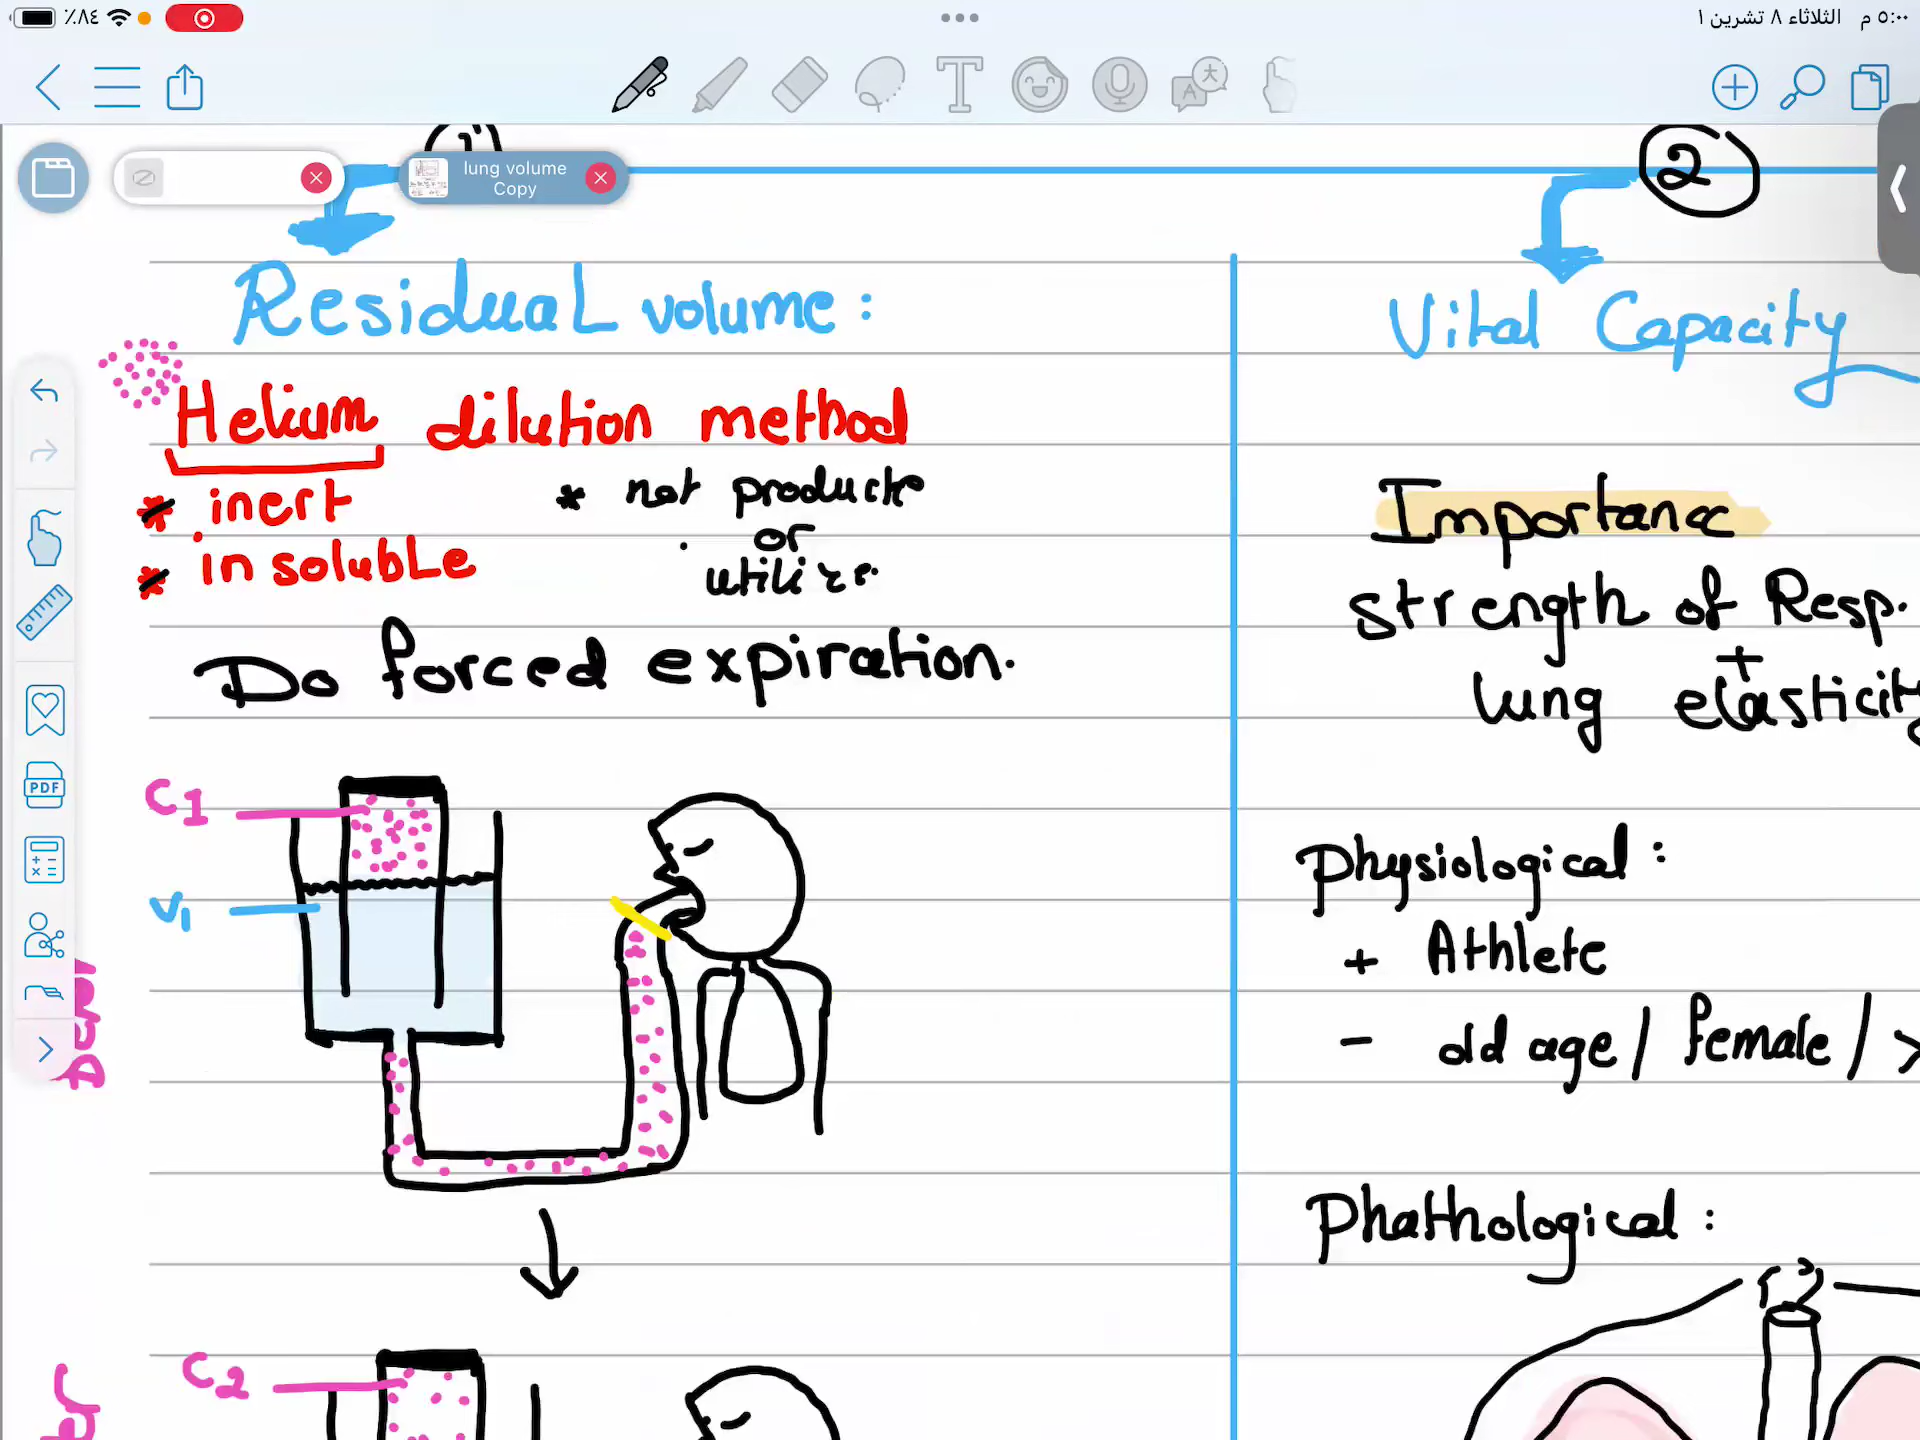 ٪٨٤
٥:٠٠ م الثلاثاء ٨ تشرين ١
lung volume
Copy
2
Residual volume :
Vital Capacity
Helium dilution method
* inert
* not producte
or
* in soluble
utilize.
Importance
strength of Resp.
+
lung elasticity
Do forced expiration.
C1
V1
PDF
physiological :
+ Athlete
- old age / female /
phathological :
C2